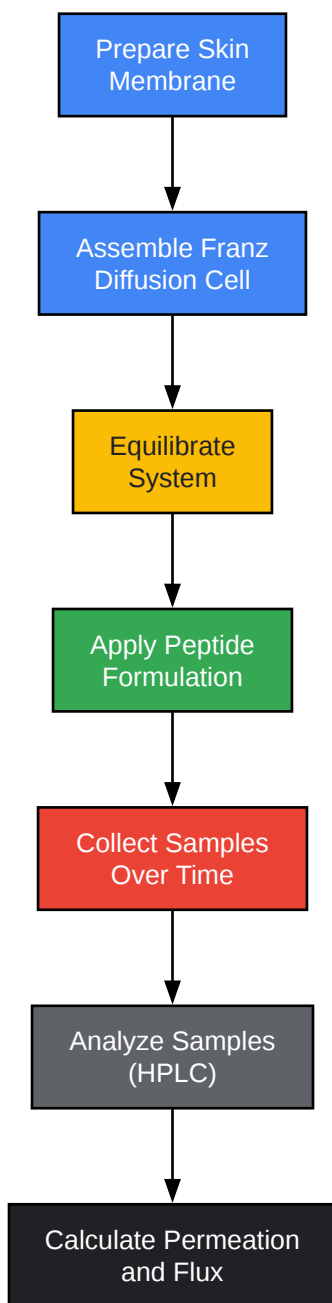 Prepare Skin
Membrane
Assemble Franz
Diffusion Cell
Equilibrate
System
Apply Peptide
Formulation
Collect Samples
Over Time
Analyze Samples
(HPLC)
Calculate Permeation
and Flux